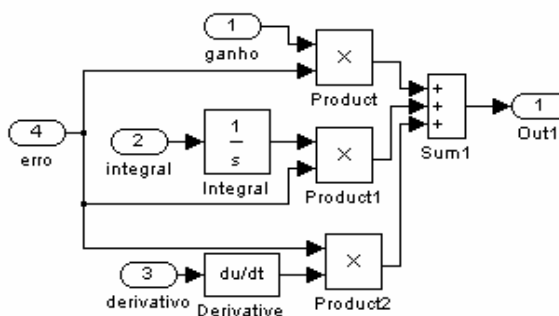 1
ganho
×
Product
4
erro
2
integral
1
s
Integral
×
Product1
+
+
+
Sum1
1
Out1
3
derivativo
du/dt
Derivative
×
Product2